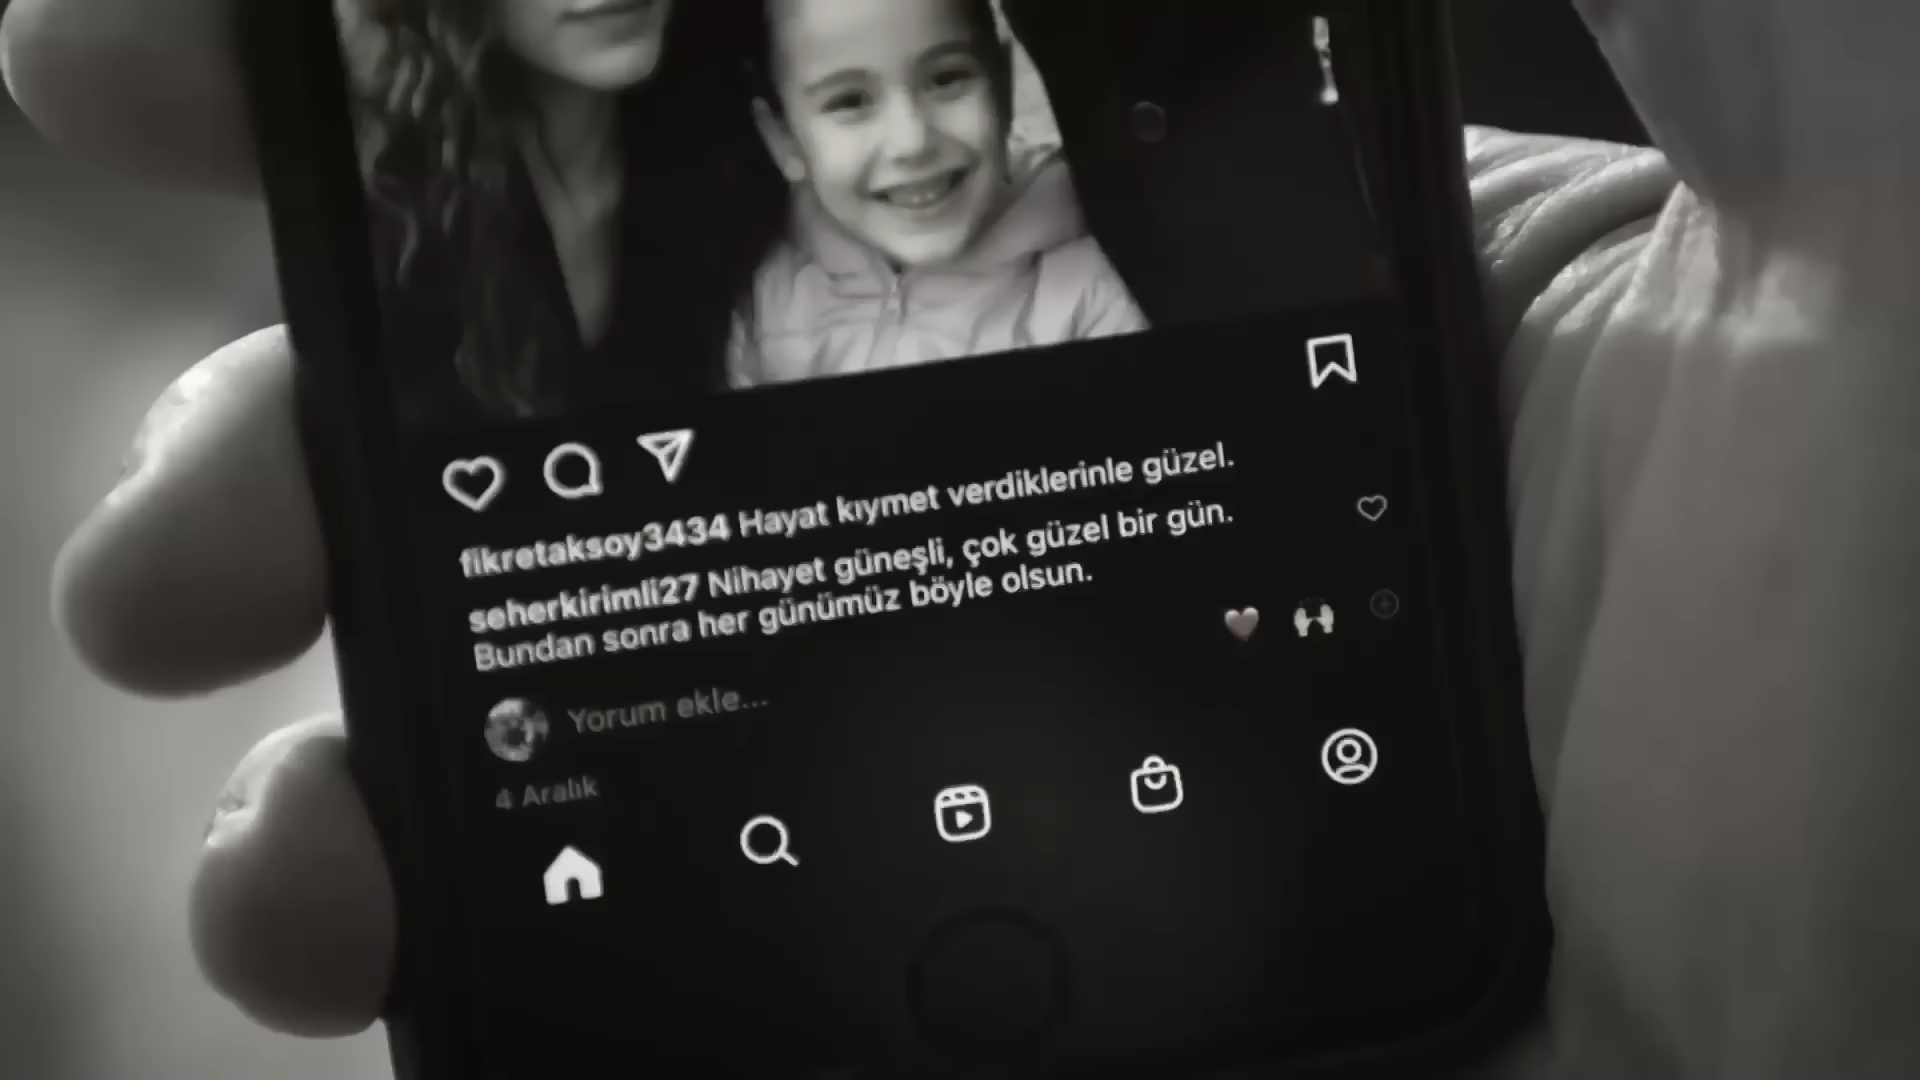 fikretaksoy3434 Hayat kıymet verdiklerinle güzel.
seherkirimli27 Nihayet güneşli, çok güzel bir gün.
Bundan sonra her günümüz böyle olsun.
Yorum ekle...
4 Aralık